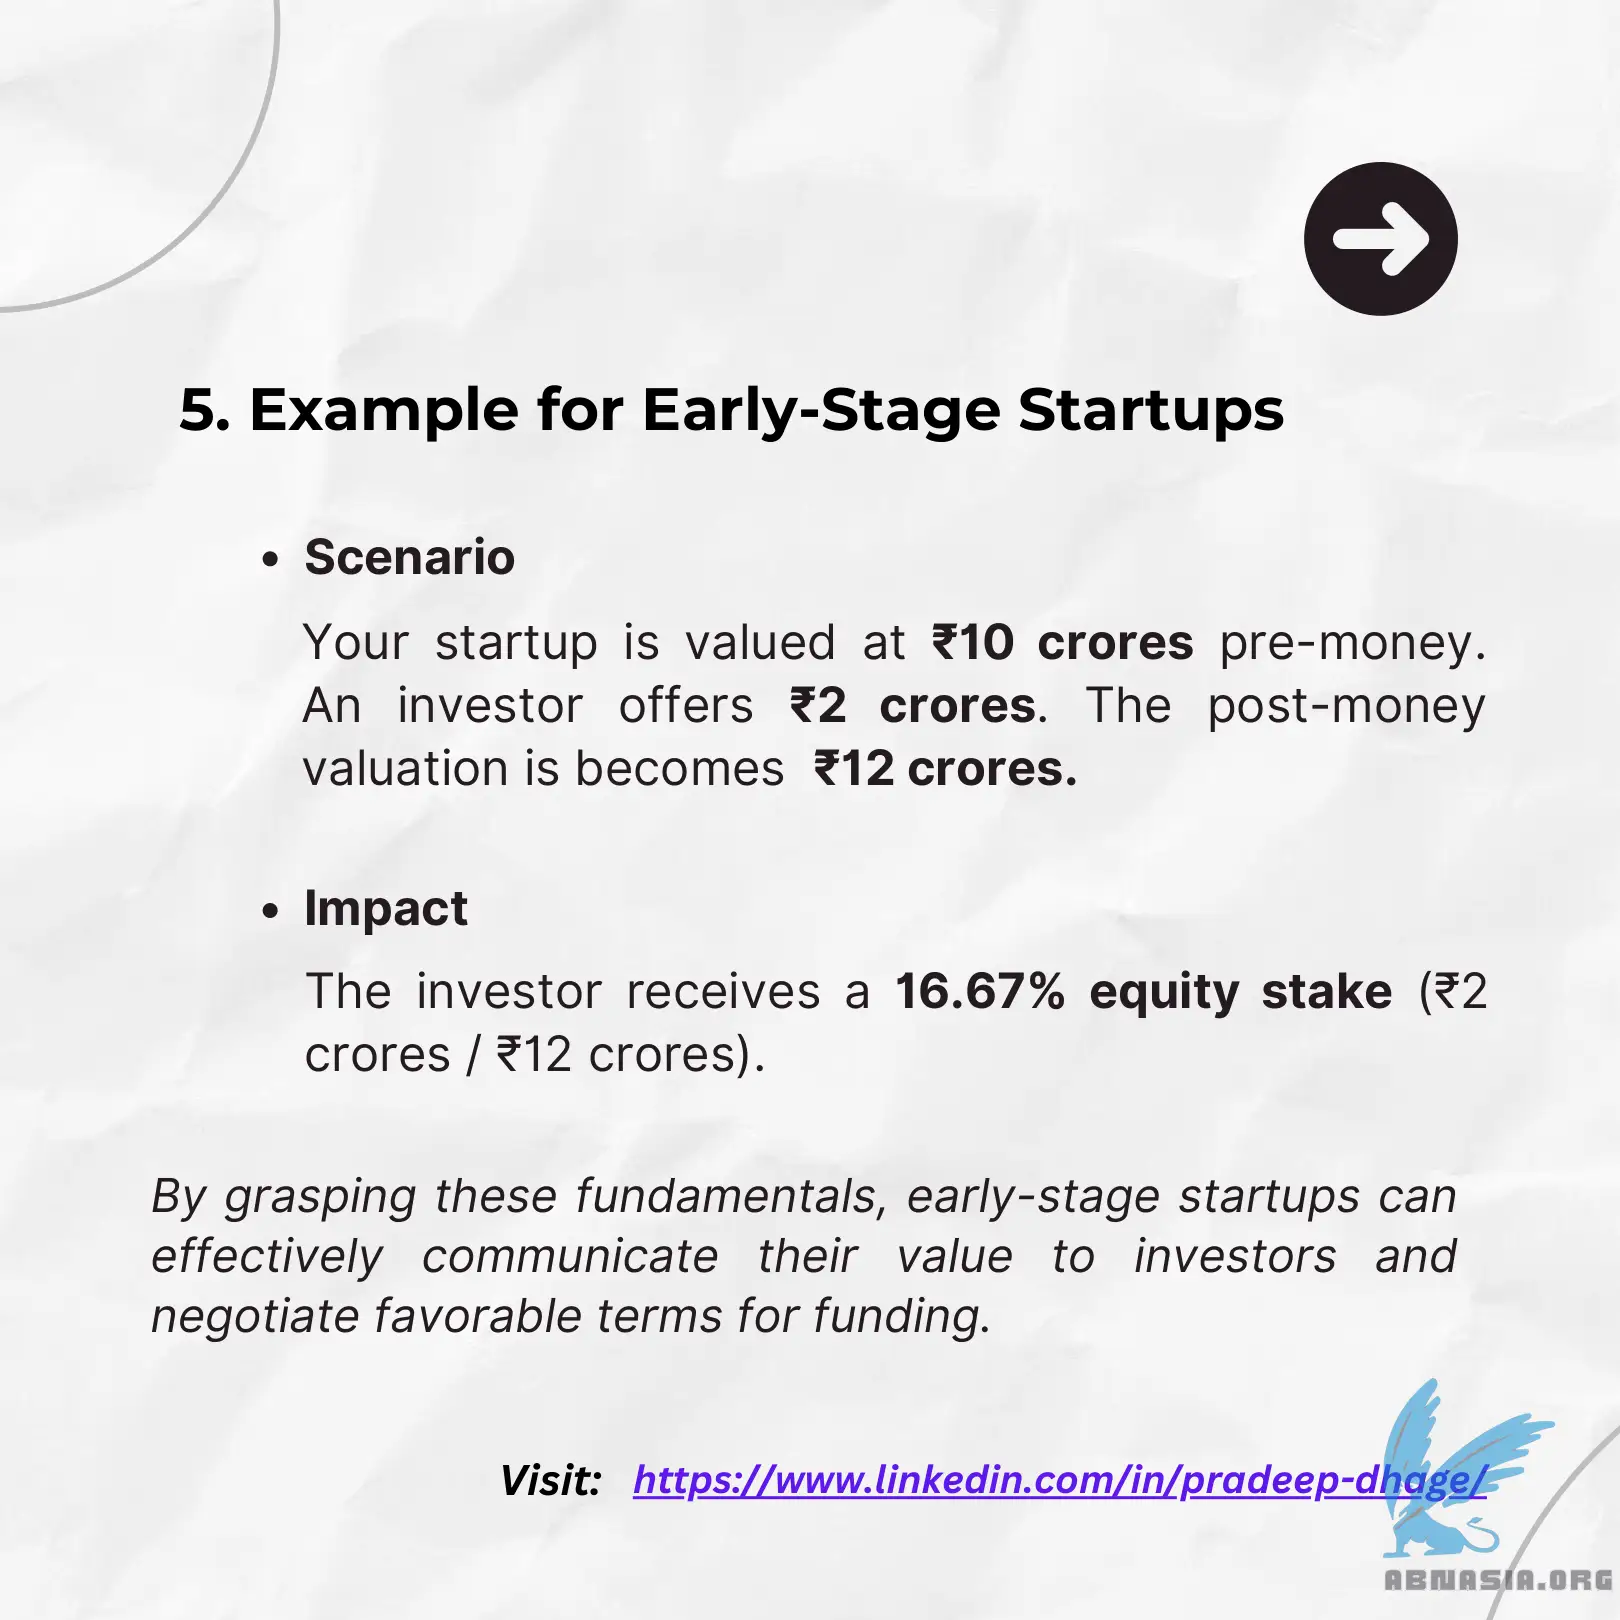 5. Example for Early-Stage Startups
• Scenario
Your startup is valued at ₹10 crores pre-money.
An investor offers ₹2 crores. The post-money
valuation is becomes ₹12 crores.
• Impact
The investor receives a 16.67% equity stake (₹2
crores / ₹12 crores).
By grasping these fundamentals, early-stage startups can
effectively communicate their value to investors and
negotiate favorable terms for funding.
Visit: https://www.linkedin.com/in/pradeep-dhage/
ABNASIA.ORG